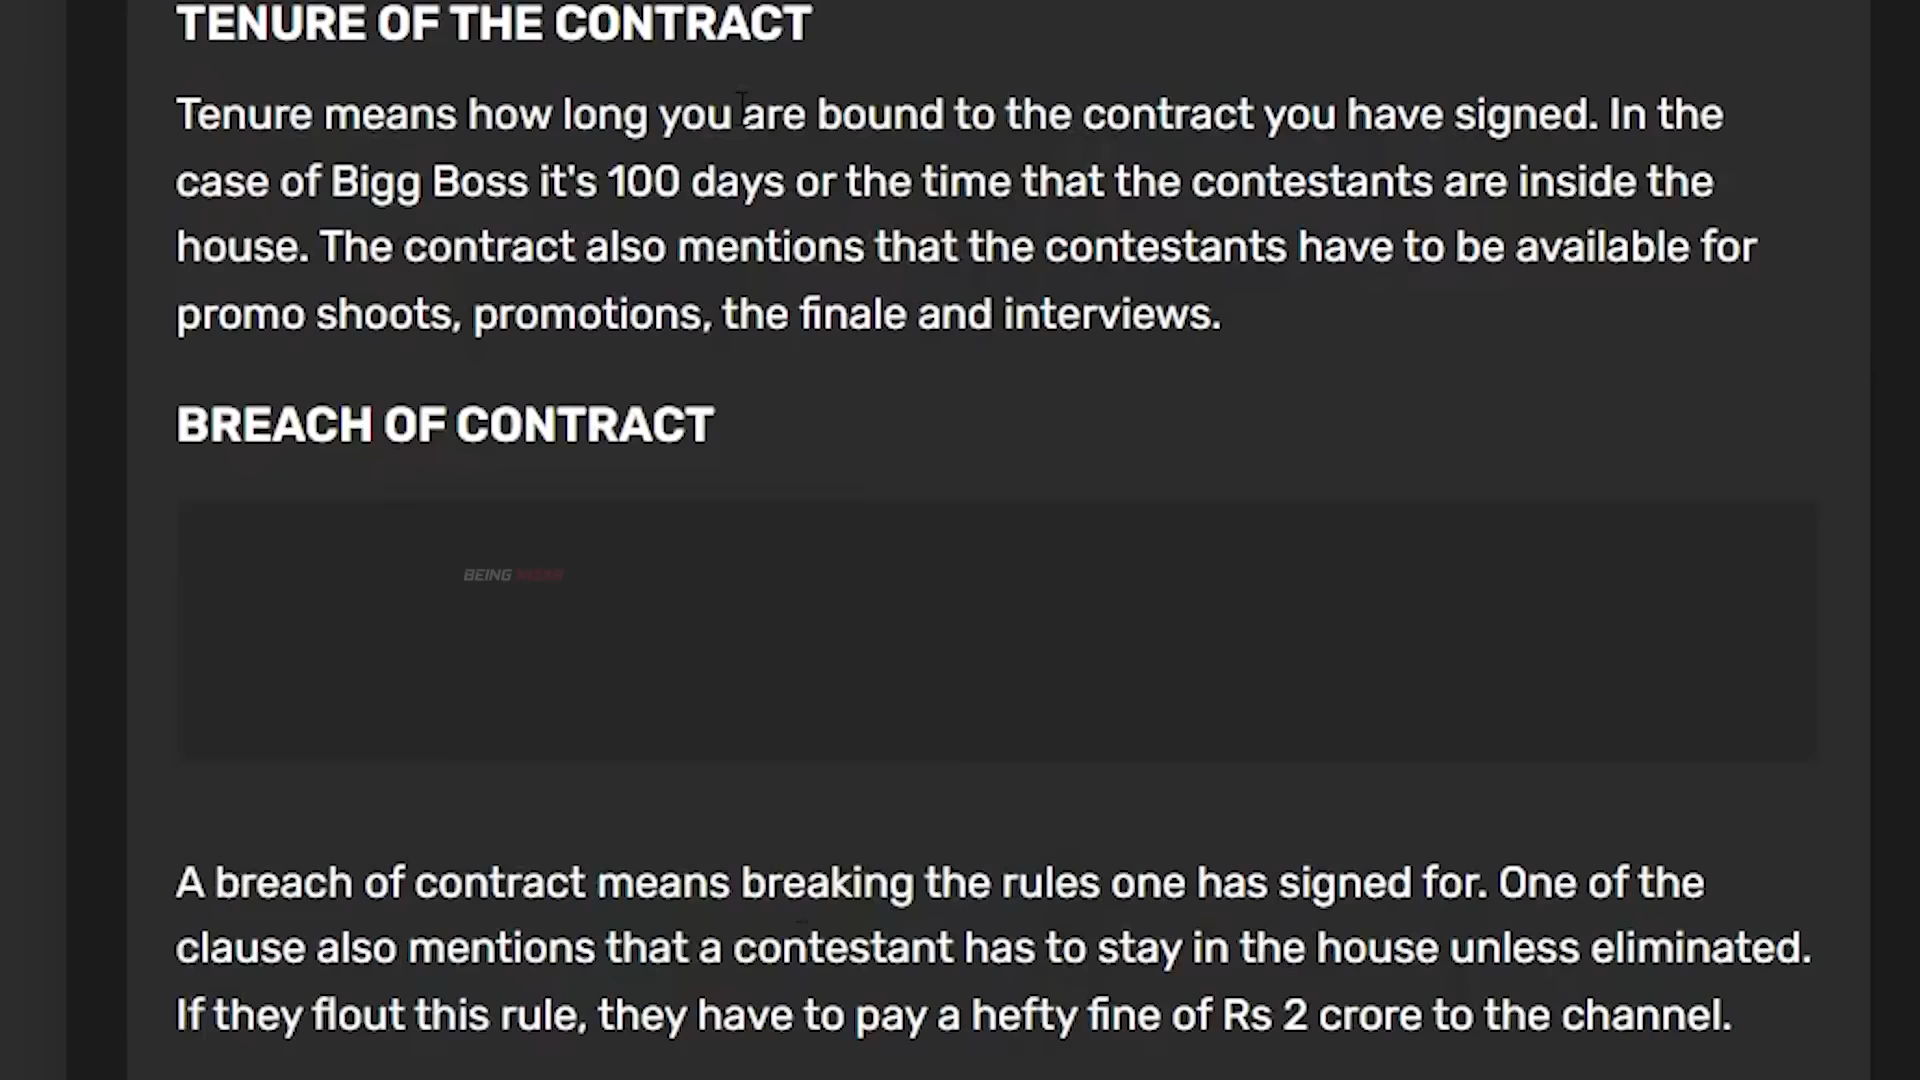 TENURE OF THE CONTRACT
Tenure means how long you are bound to the contract you have signed. In the
case of Bigg Boss it's 100 days or the time that the contestants are inside the
house. The contract also mentions that the contestants have to be available for
promo shoots, promotions, the finale and interviews.
BREACH OF CONTRACT
BEING
A breach of contract means breaking the rules one has signed for. One of the
clause also mentions that a contestant has to stay in the house unless eliminated.
If they flout this rule, they have to pay a hefty fine of Rs 2 crore to the channel.